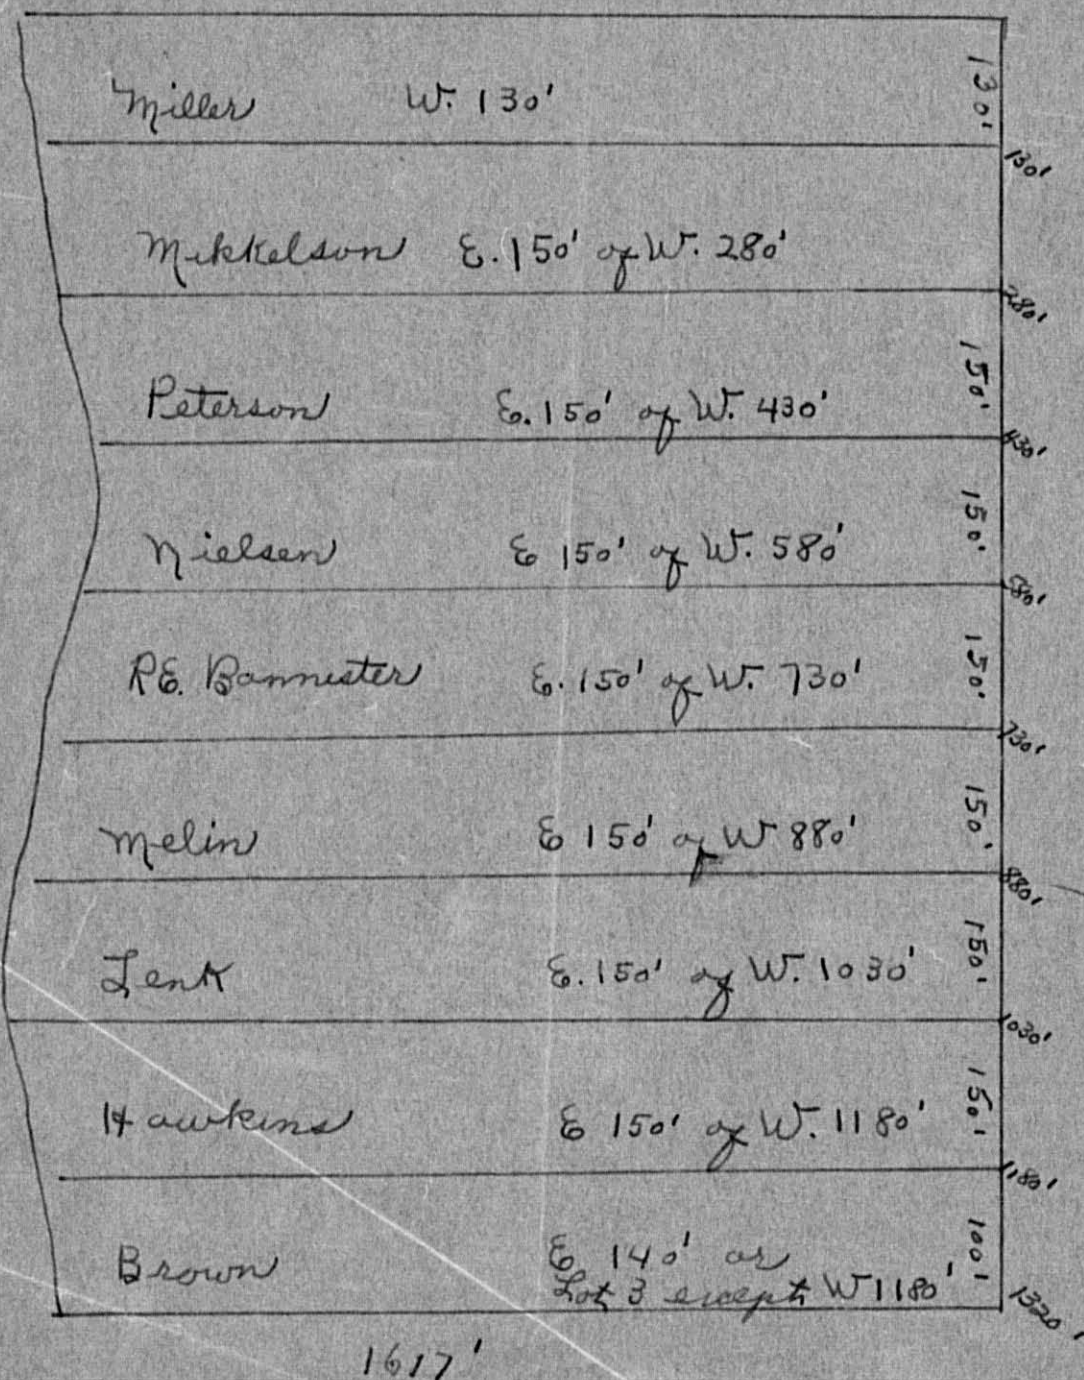 Miller W. 130' 130'
130'
Mikkelson E. 150' of W. 280'
280'
Peterson E. 150' of W. 430' 150'
430'
Nielsen E 150' of W. 580' 150'
580'
R.E. Bannister E. 150' of W. 730' 150'
730'
Melin E 150' of W 880' 150'
880'
Lenk E. 150' of W. 1030' 150'
1030'
Hawkins E 150' of W. 1180' 150'
1180'
Brown E 140' or 100'
Lot 3 except W 1180'
1320'
1617'